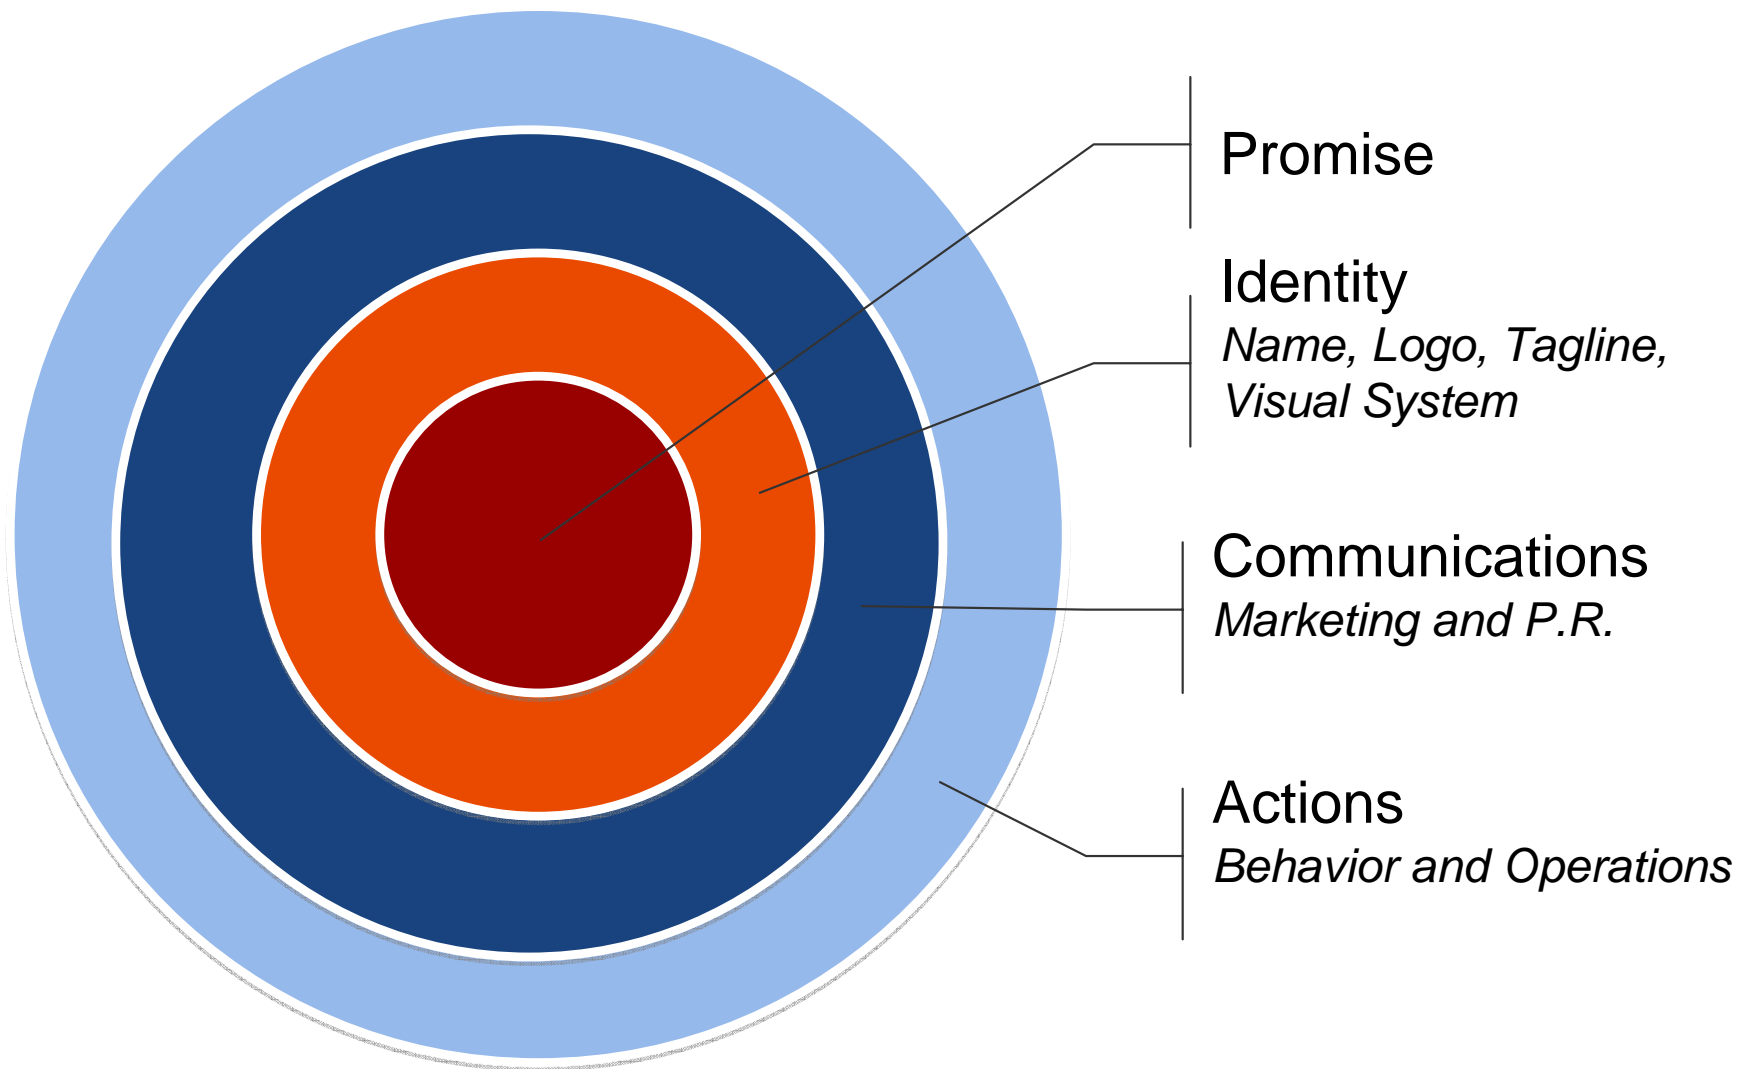 Promise
Identity
Name, Logo, Tagline,
Visual System
Communications
Marketing and P.R.
Actions
Behavior and Operations